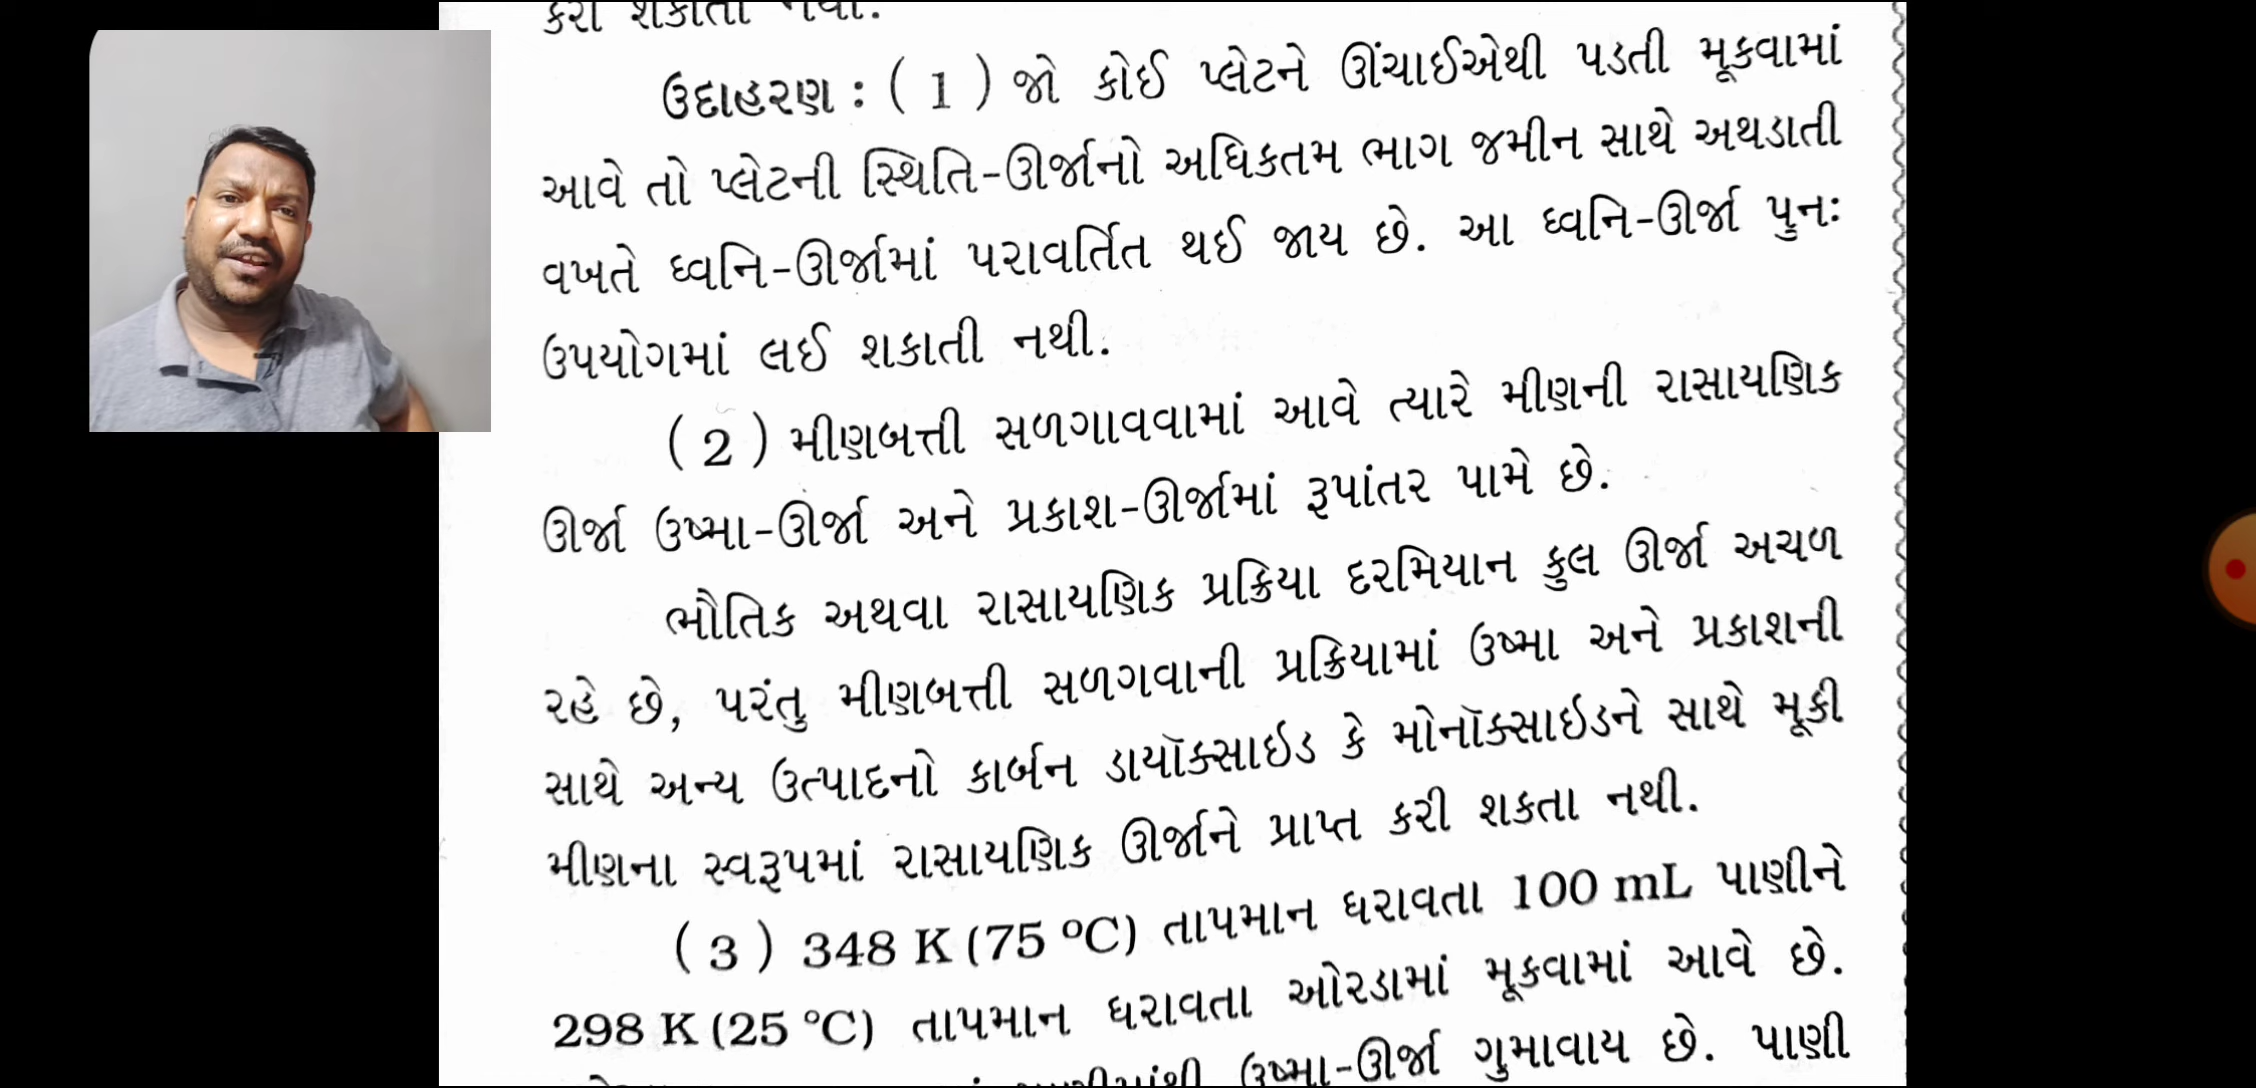 કરી શકાતી નથી.
ઉદાહરણ : ( 1 ) જો કોઈ પ્લેટને ઊંચાઈએથી પડતી મૂકવામાં
આવે તો પ્લેટની સ્થિતિ-ઊર્જાનો અધિકતમ ભાગ જમીન સાથે અથડાતી
વખતે ધ્વનિ-ઊર્જામાં પરાવર્તિત થઈ જાય છે. આ ધ્વનિ-ઊર્જા પુનઃ
ઉપયોગમાં લઈ શકાતી નથી.
( 2 ) મીણબત્તી સળગાવવામાં આવે ત્યારે મીણની રાસાયણિક
ઊર્જા ઉષ્મા-ઊર્જા અને પ્રકાશ-ઊર્જામાં રૂપાંતર પામે છે.
ભૌતિક અથવા રાસાયણિક પ્રક્રિયા દરમિયાન કુલ ઊર્જા અચળ
રહે છે, પરંતુ મીણબત્તી સળગવાની પ્રક્રિયામાં ઉષ્મા અને પ્રકાશની
સાથે અન્ય ઉત્પાદનો કાર્બન ડાયૉક્સાઇડ કે મોનૉક્સાઇડને સાથે મૂકી
મીણના સ્વરૂપમાં રાસાયણિક ઊર્જાને પ્રાપ્ત કરી શકતા નથી.
( 3 ) 348 K (75 °C) તાપમાન ધરાવતા 100 mL પાણીને
298 K (25 °C) તાપમાન ધરાવતા ઓરડામાં મૂકવામાં આવે છે.
ઉષ્મા-ઊર્જા ગુમાવાય છે. પાણી